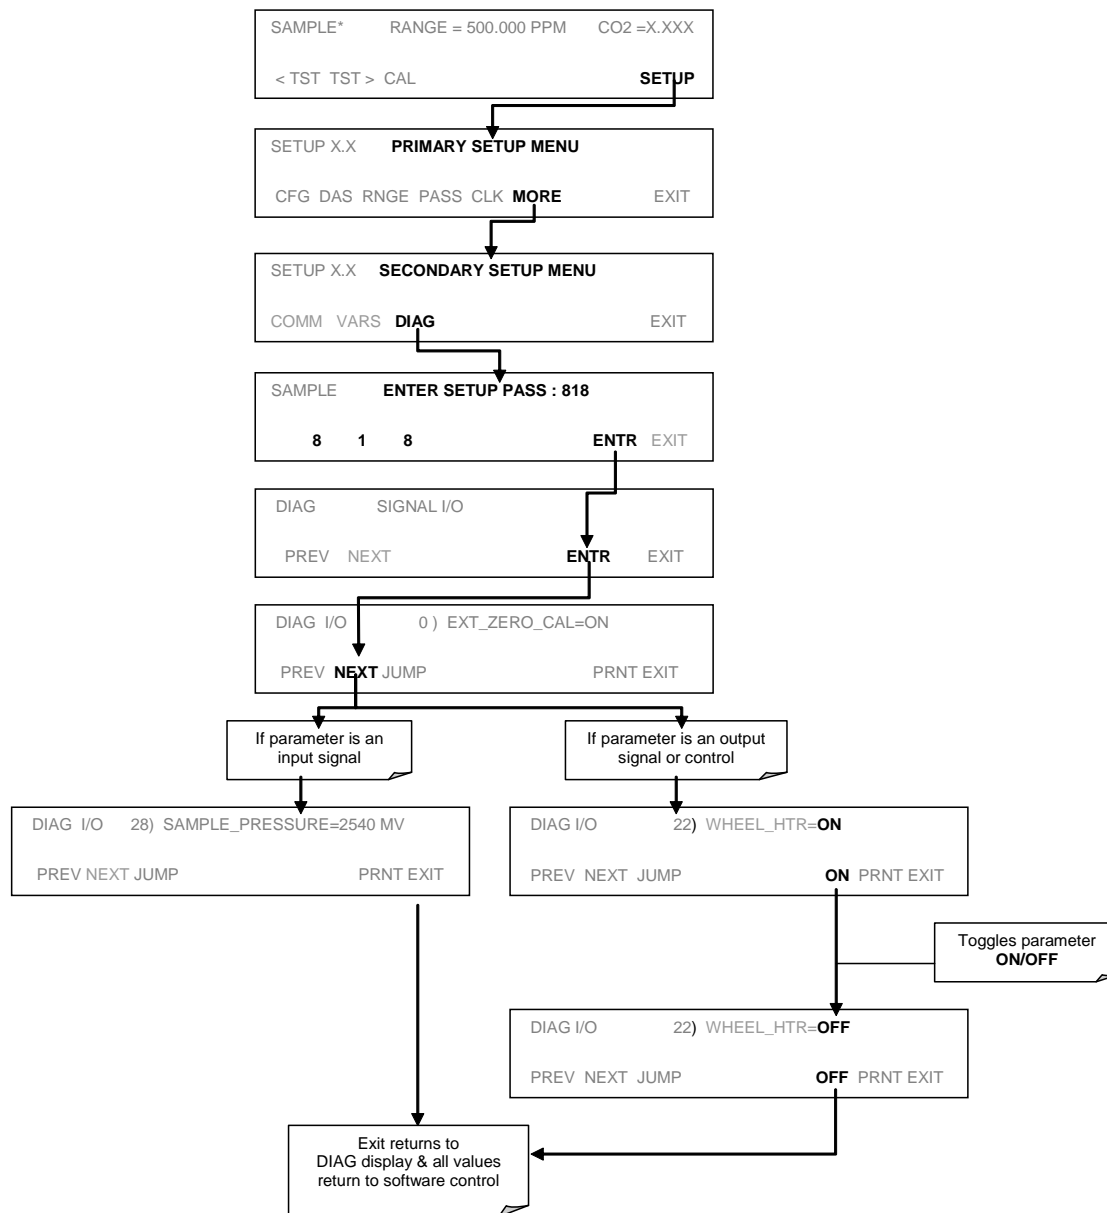 SAMPLE* RANGE = 500.000 PPM CO2 =X.XXX
< TST TST > CAL SETUP
SETUP X.X PRIMARY SETUP MENU
CFG DAS RNGE PASS CLK MORE EXIT
SETUP X.X SECONDARY SETUP MENU
COMM VARS DIAG EXIT
SAMPLE ENTER SETUP PASS : 818
8 1 8 ENTR EXIT
DIAG SIGNAL I/O
PREV NEXT ENTR EXIT
DIAG I/O 0 ) EXT_ZERO_CAL=ON
PREV NEXT JUMP PRNT EXIT
If parameter is an
input signal
If parameter is an output
signal or control
DIAG I/O 28) SAMPLE_PRESSURE=2540 MV
PREV NEXT JUMP PRNT EXIT
DIAG I/O 22) WHEEL_HTR=ON
PREV NEXT JUMP ON PRNT EXIT
Toggles parameter
ON/OFF
DIAG I/O 22) WHEEL_HTR=OFF
PREV NEXT JUMP OFF PRNT EXIT
Exit returns to
DIAG display & all values
return to software control